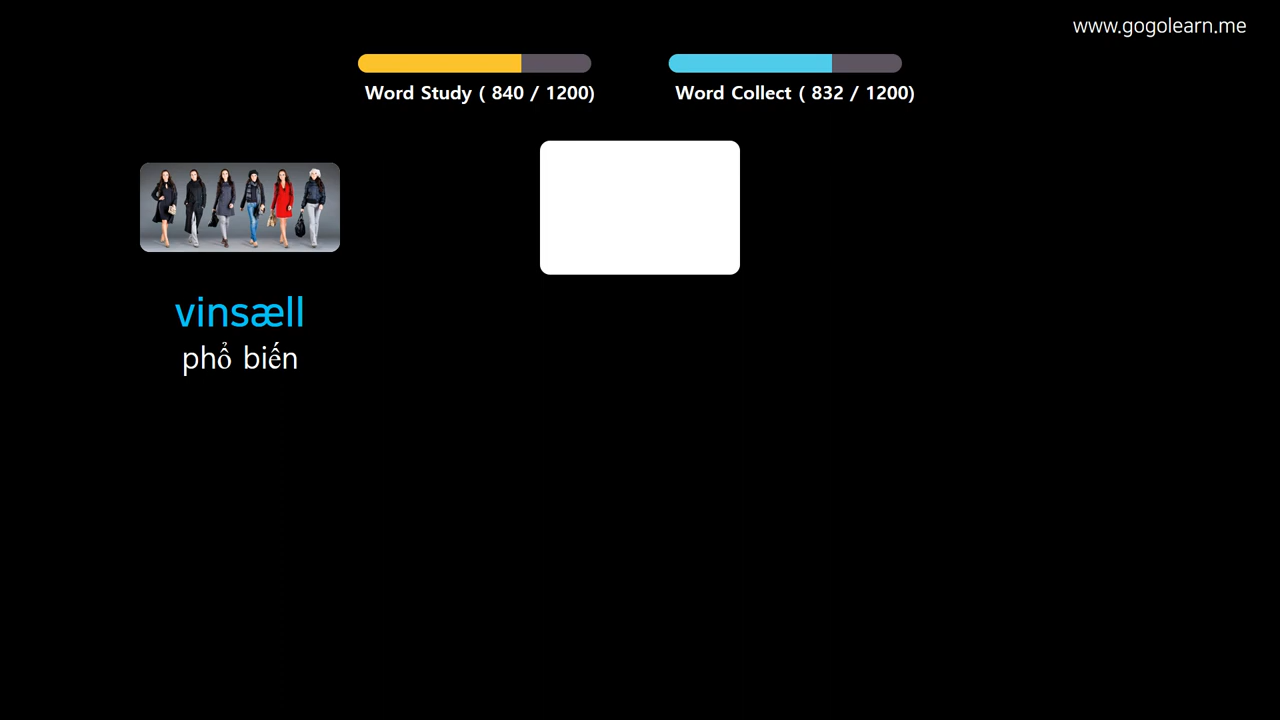 www.gogolearn.me
Word Study ( 840 / 1200)
Word Collect ( 832 / 1200)
vinsæll
phổ biến